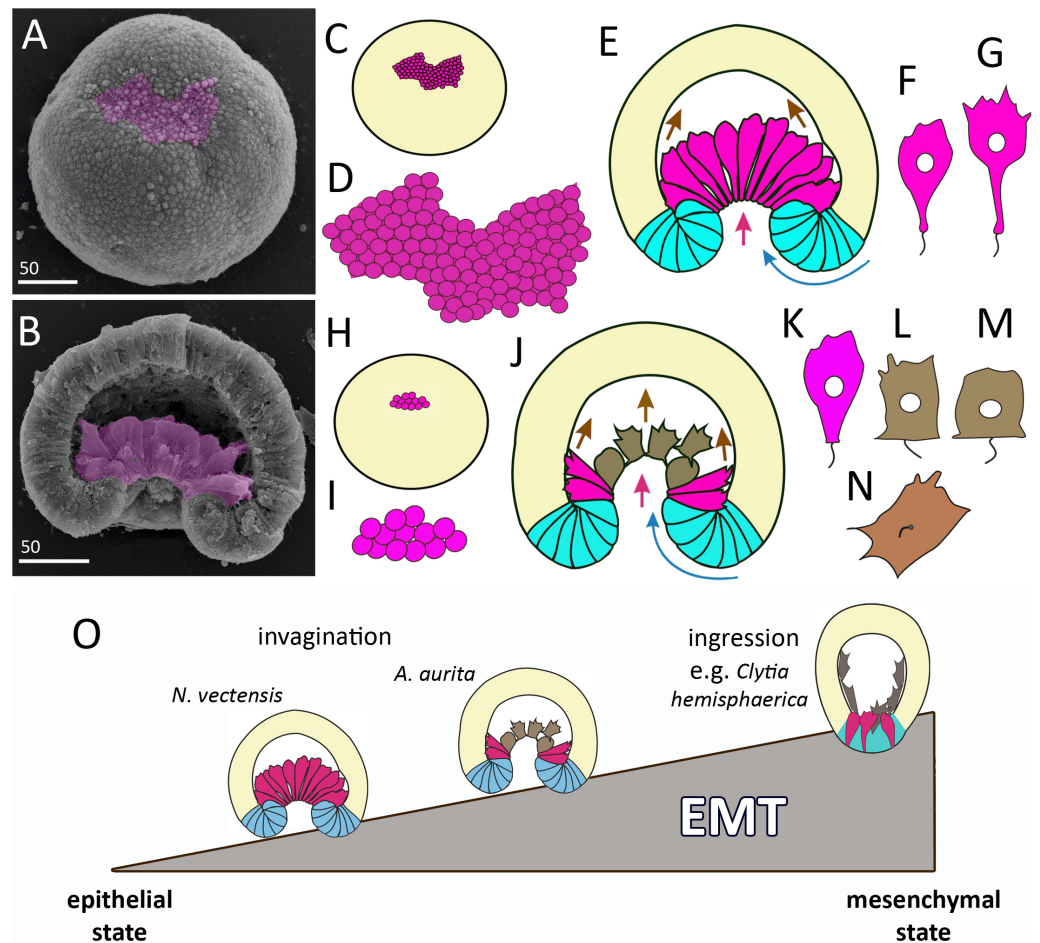 A
50
B
50
C
D
E
F
G
H
I
J
K
L
M
N
O
invagination
N. vectensis
A. aurita
ingression
e.g. Clytia
hemisphaerica
EMT
epithelial
state
mesenchymal
state